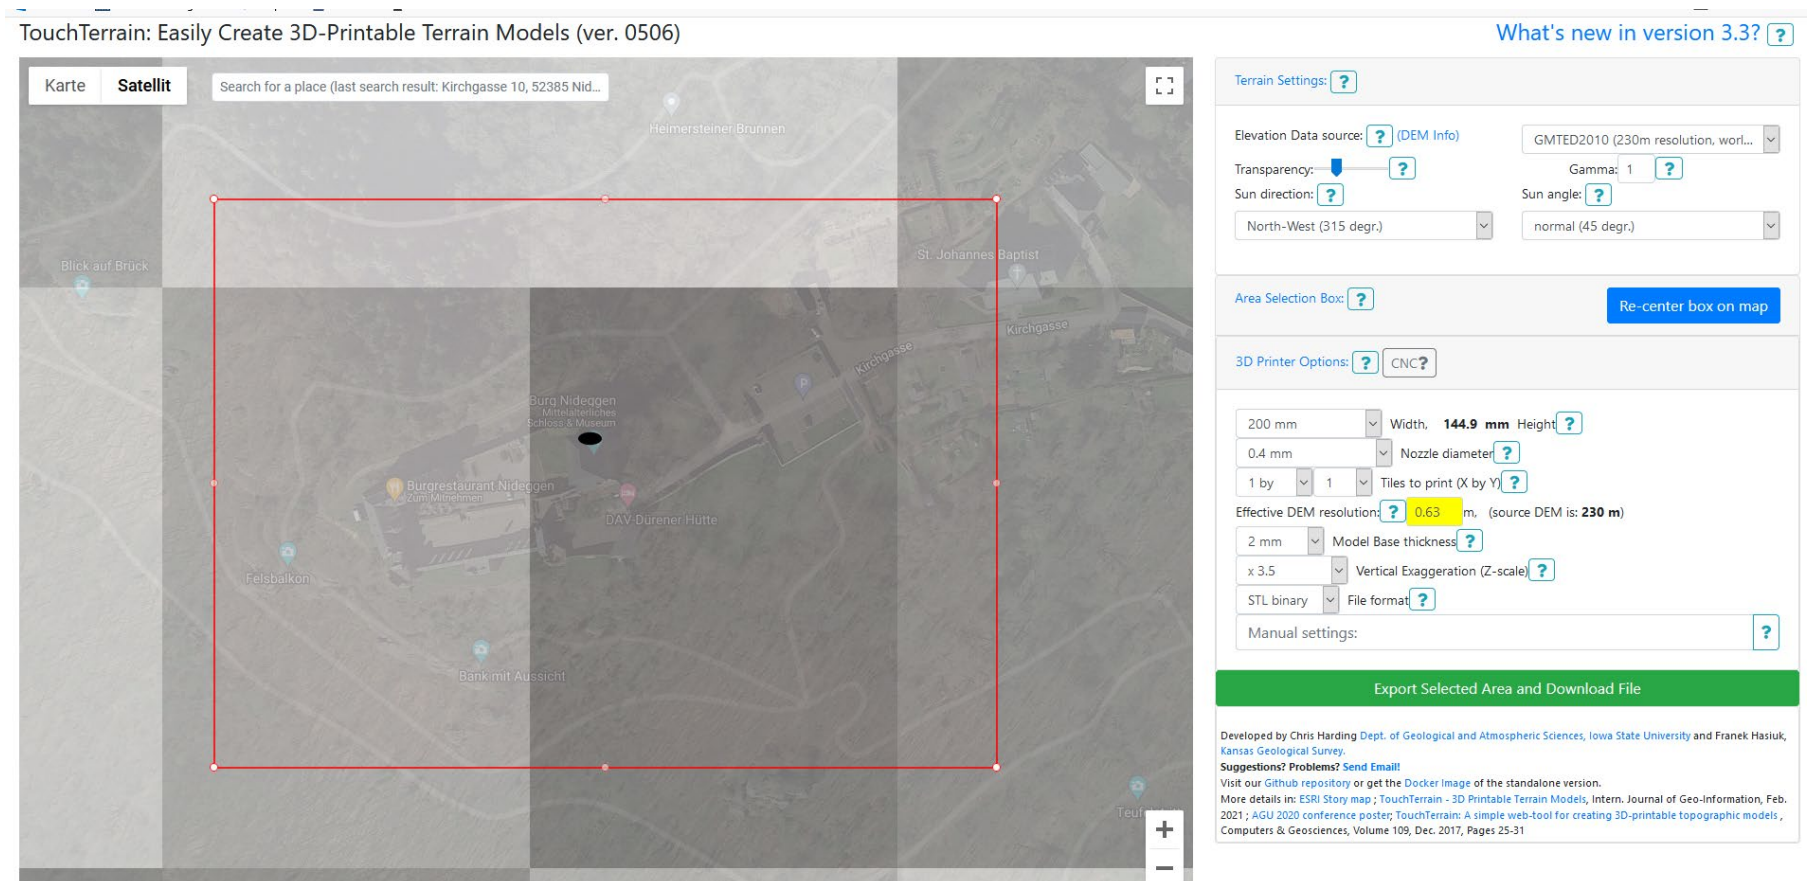 TouchTerrain: Easily Create 3D-Printable Terrain Models (ver. 0506)
What's new in version 3.3? ?
Karte Satellit
Search for a place (last search result: Kirchgasse 10, 52385 Nid...
Heimersteiner Brunnen
Blick auf Brück
St. Johannes Baptist
Kirchgasse
Kirchgasse
P
Burg Nideggen
Mittelalterliches
Schloss & Museum
Burgrestaurant Nideggen
Zum Mitnehmen
DAV-Dürener Hütte
Felsbalkon
Bank mit Aussicht
+
−
Terrain Settings: ?
Elevation Data source: ? (DEM Info) GMTED2010 (230m resolution, worl...
Transparency: ? Gamma: 1 ?
Sun direction: ? Sun angle: ?
North-West (315 degr.) normal (45 degr.)
Area Selection Box: ? Re-center box on map
3D Printer Options: ? CNC?
200 mm Width, 144.9 mm Height ?
0.4 mm Nozzle diameter ?
1 by 1 Tiles to print (X by Y) ?
Effective DEM resolution: ? 0.63 m, (source DEM is: 230 m)
2 mm Model Base thickness ?
x 3.5 Vertical Exaggeration (Z-scale) ?
STL binary File format ?
Manual settings: ?
Export Selected Area and Download File
Developed by Chris Harding Dept. of Geological and Atmospheric Sciences, Iowa State University and Franek Hasiuk,
Kansas Geological Survey.
Suggestions? Problems? Send Email!
Visit our Github repository or get the Docker Image of the standalone version.
More details in: ESRI Story map ; TouchTerrain - 3D Printable Terrain Models, Intern. Journal of Geo-Information, Feb.
2021 ; AGU 2020 conference poster; TouchTerrain: A simple web-tool for creating 3D-printable topographic models ,
Computers & Geosciences, Volume 109, Dec. 2017, Pages 25-31